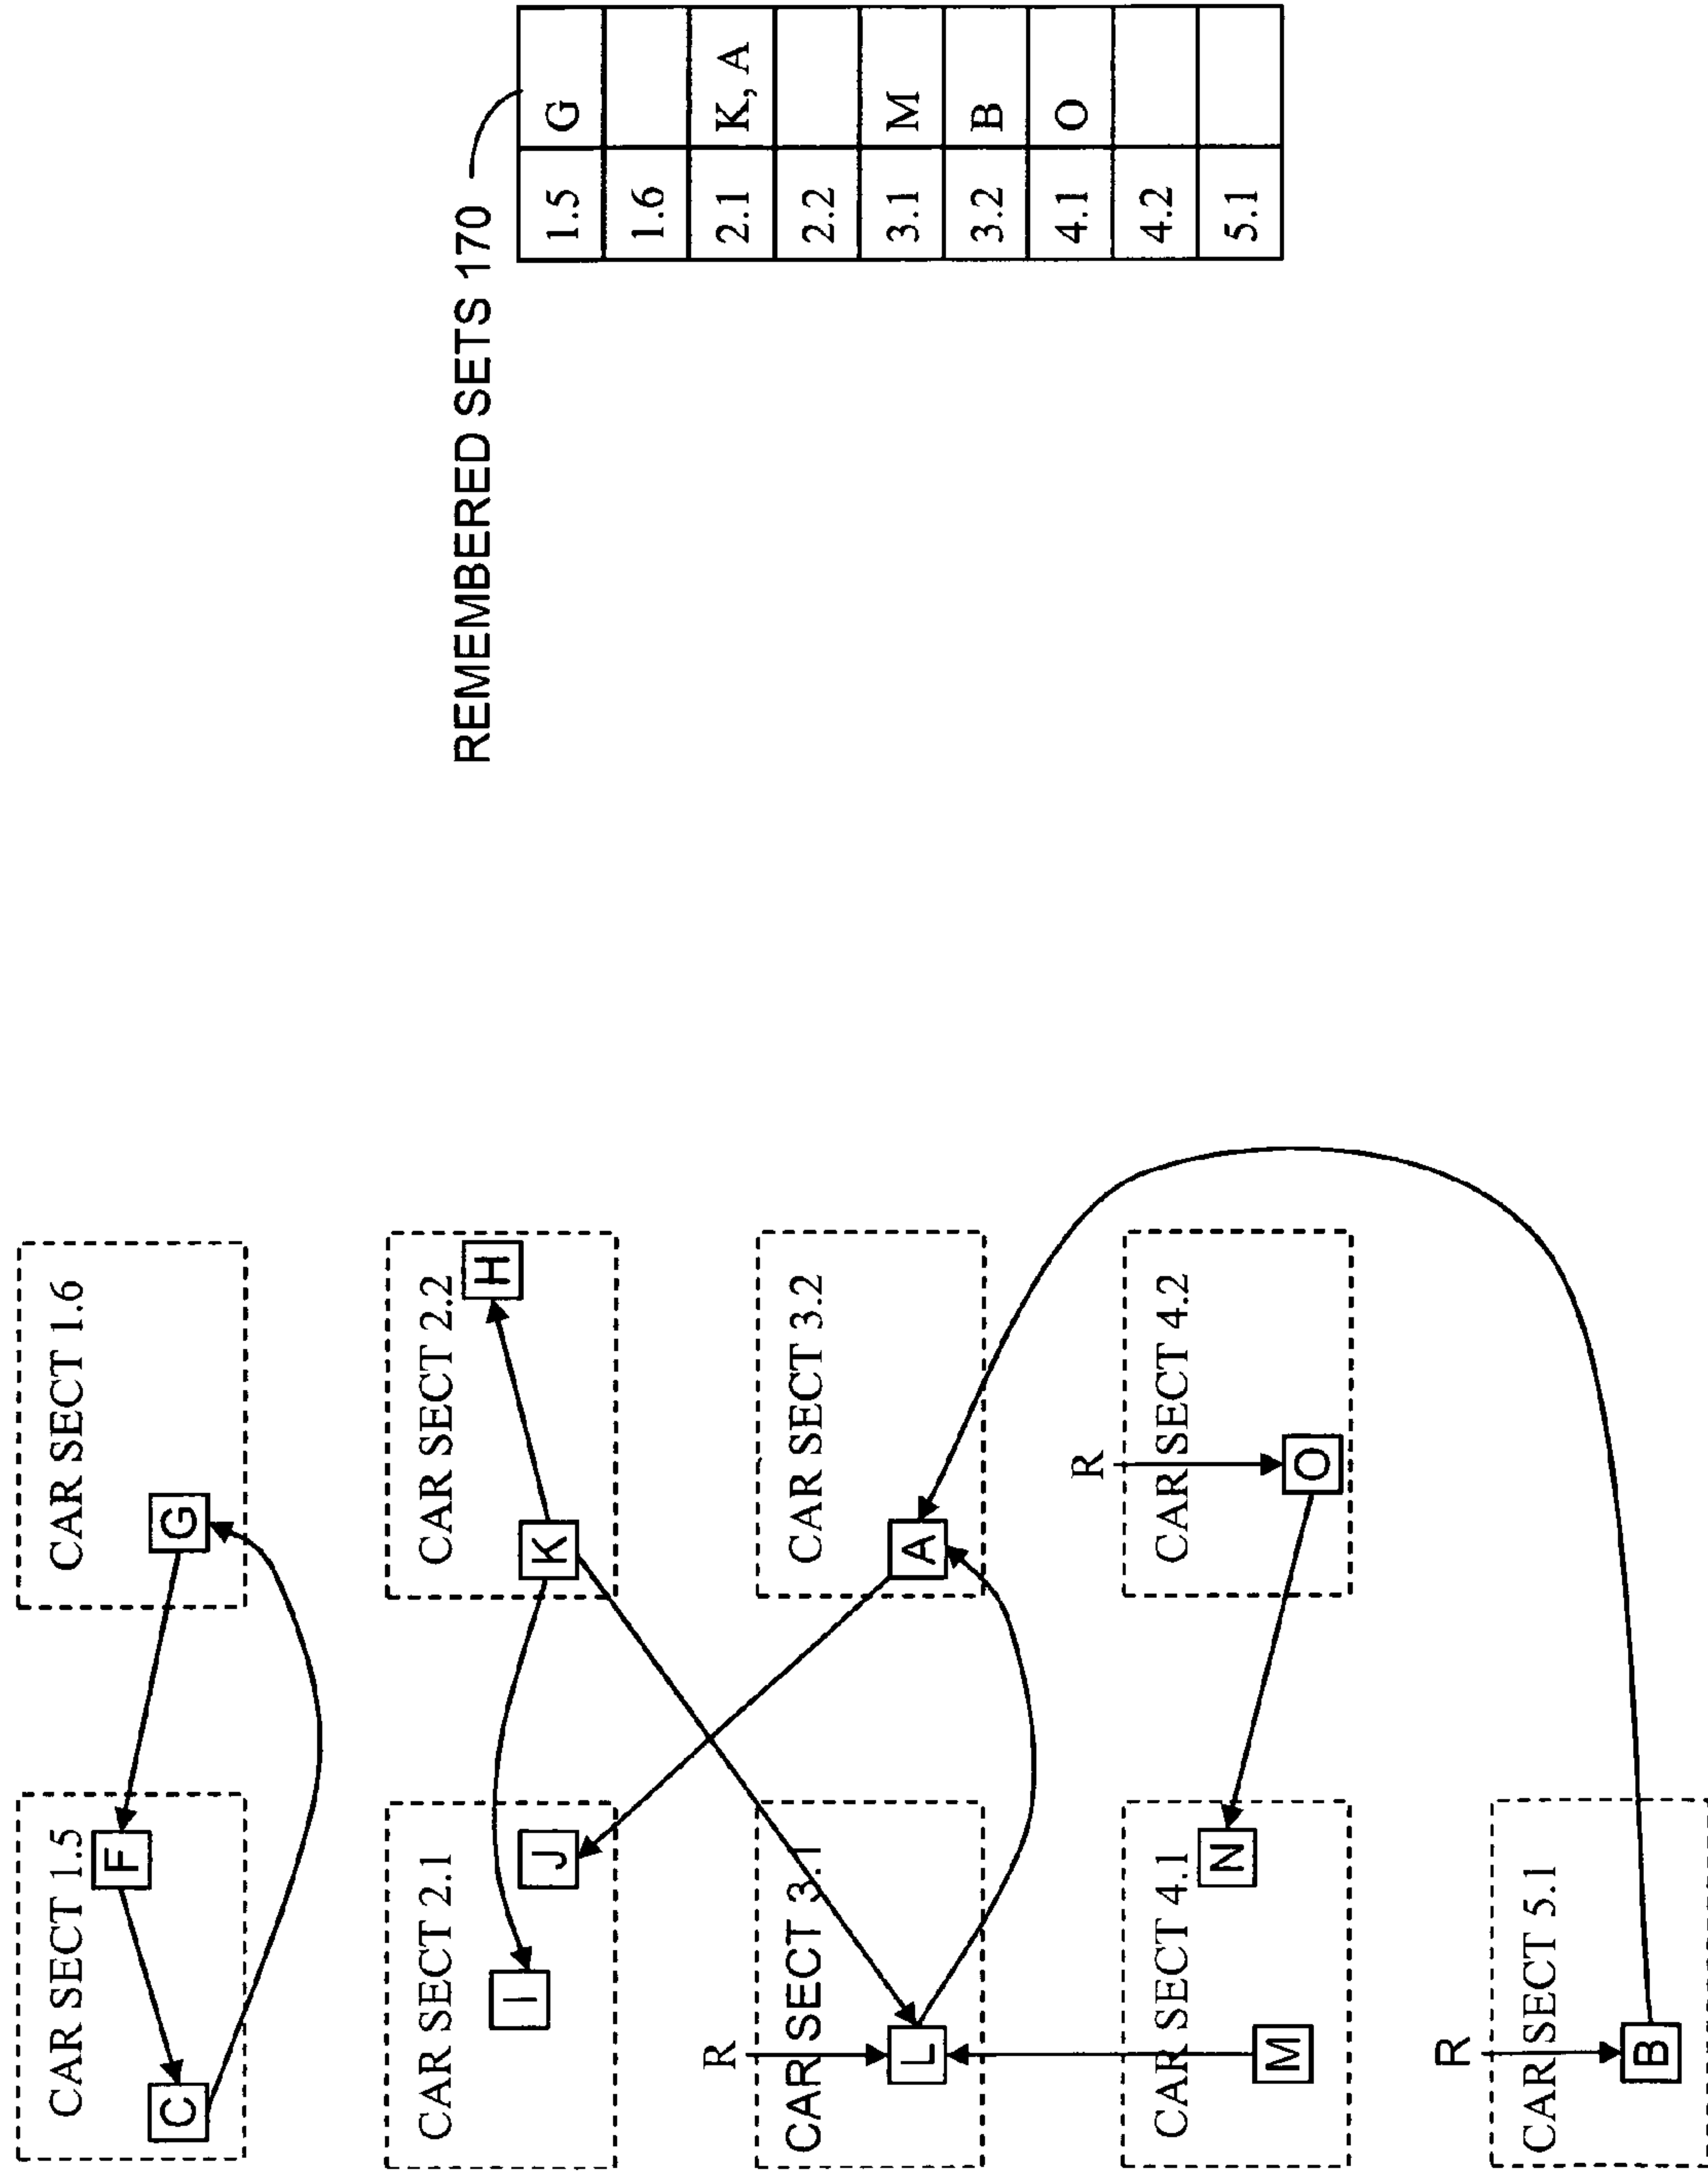 CAR SECT 1.5
F
C
CAR SECT 1.6
G
CAR SECT 2.1
I
J
CAR SECT 2.2
K
H
R
CAR SECT 3.1
L
CAR SECT 3.2
A
CAR SECT 4.1
M
N
R
CAR SECT 4.2
O
R
CAR SECT 5.1
B
REMEMBERED SETS 170
1.5 G
1.6
2.1 K, A
2.2
3.1 M
3.2 B
4.1 O
4.2
5.1